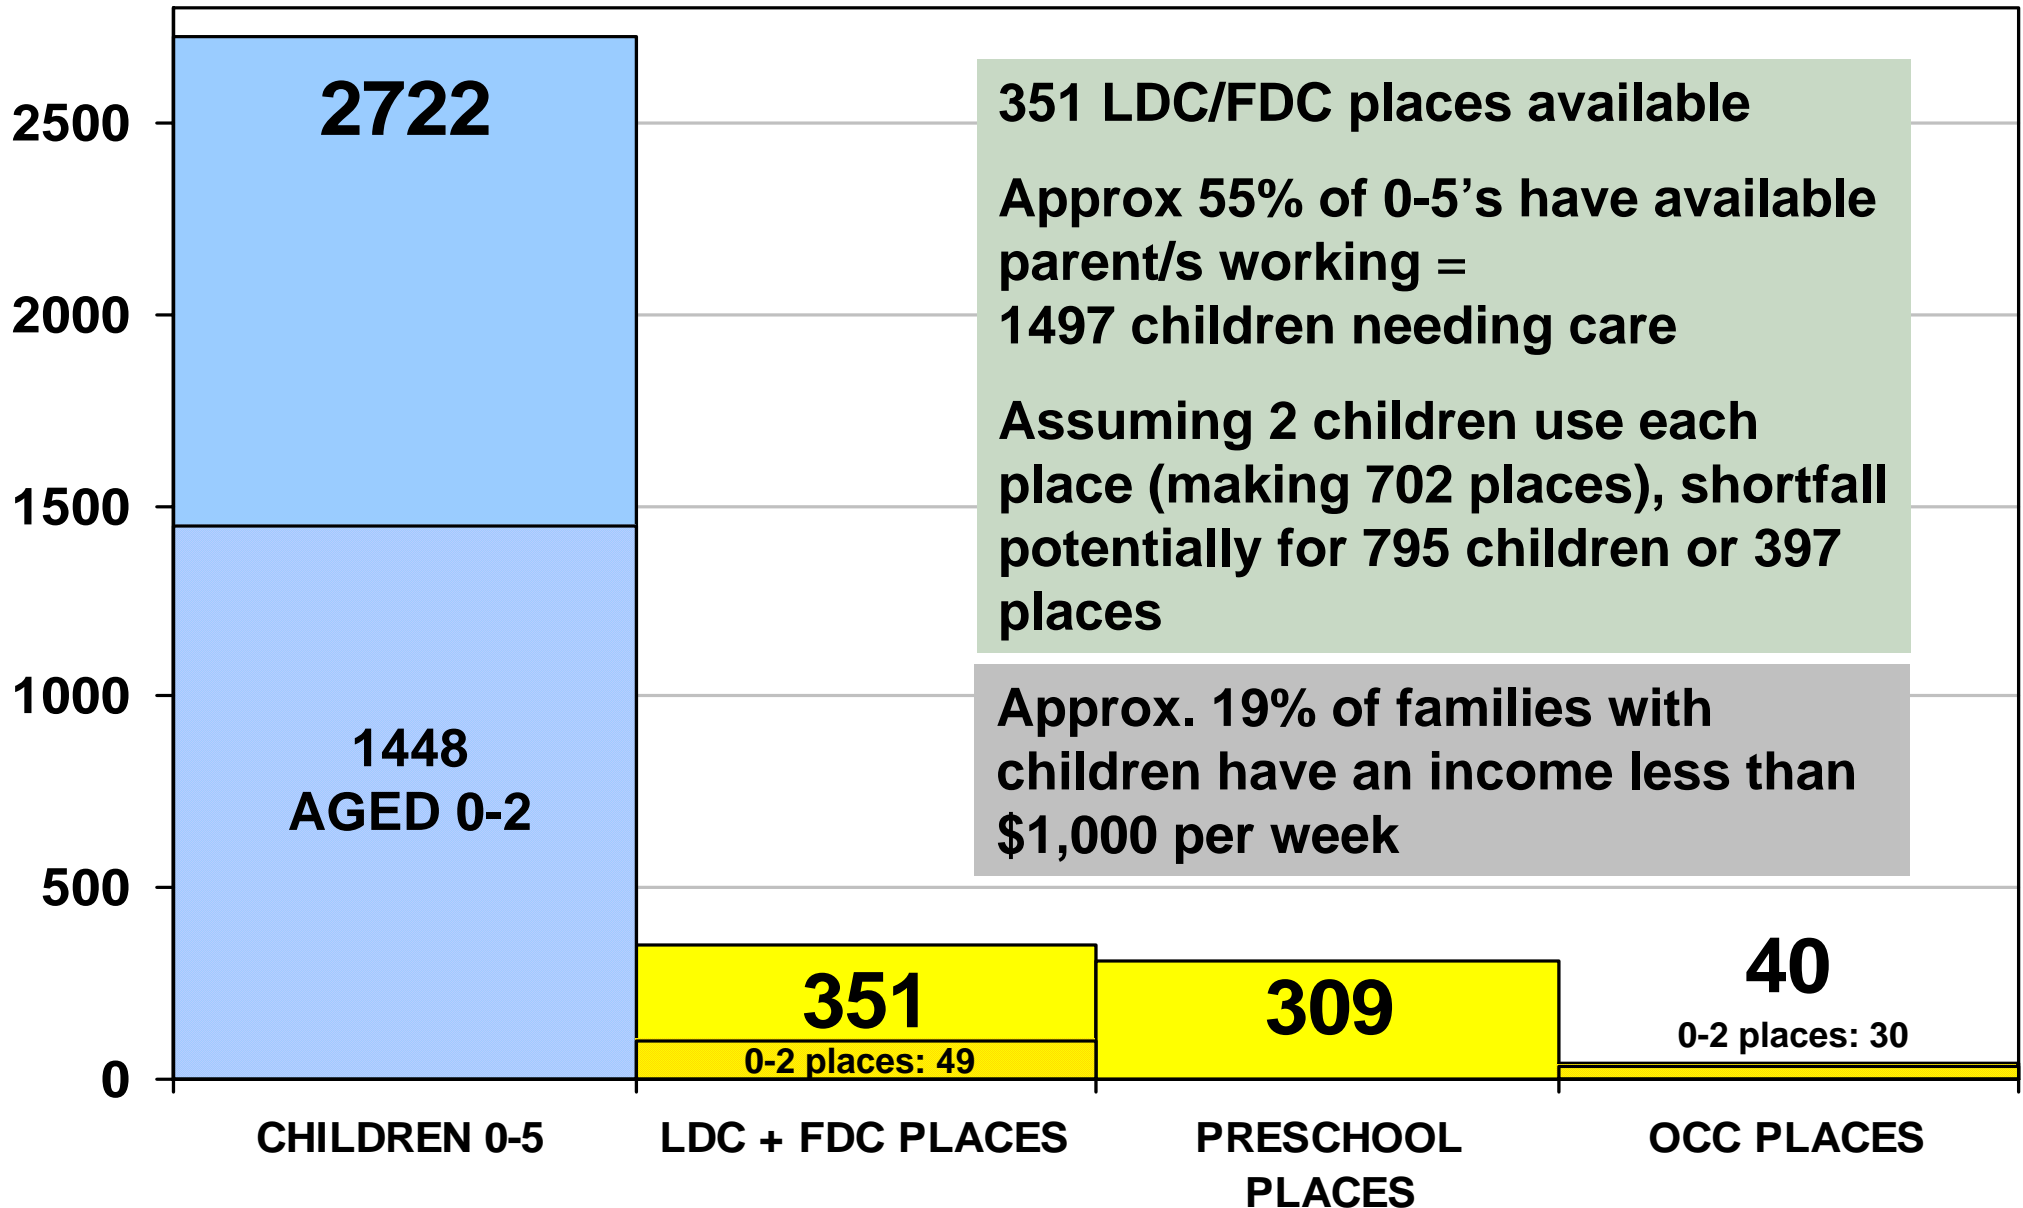 2500
2000
1500
1000
500
0
2722
1448
AGED 0-2
351 LDC/FDC places available
Approx 55% of 0-5’s have available
parent/s working =
1497 children needing care
Assuming 2 children use each
place (making 702 places), shortfall
potentially for 795 children or 397
places
Approx. 19% of families with
children have an income less than
$1,000 per week
351
0-2 places: 49
309
40
0-2 places: 30
CHILDREN 0-5
LDC + FDC PLACES
PRESCHOOL
PLACES
OCC PLACES